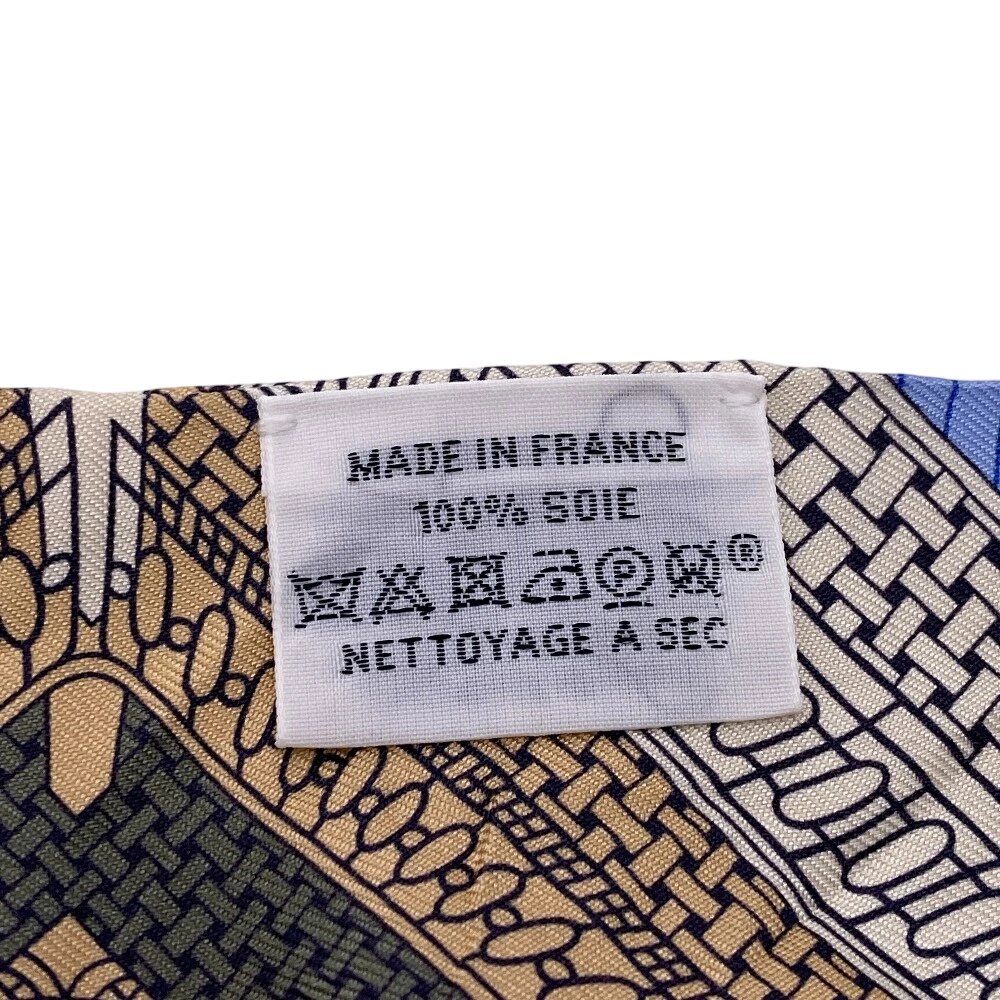 MADE IN FRANCE
100% SOIE
P ®
NETTOYAGE A SEC